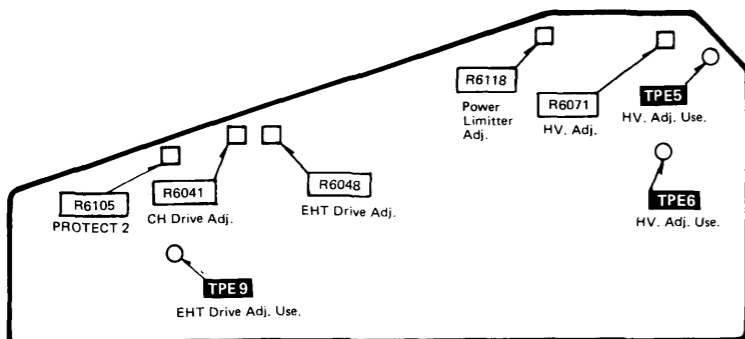 R6118
Power
Limitter
Adj.
R6071
HV. Adj.
TPE5
HV. Adj. Use.
R6105
PROTECT 2
R6041
CH Drive Adj.
R6048
EHT Drive Adj.
TPE6
HV. Adj. Use.
TPE9
EHT Drive Adj. Use.